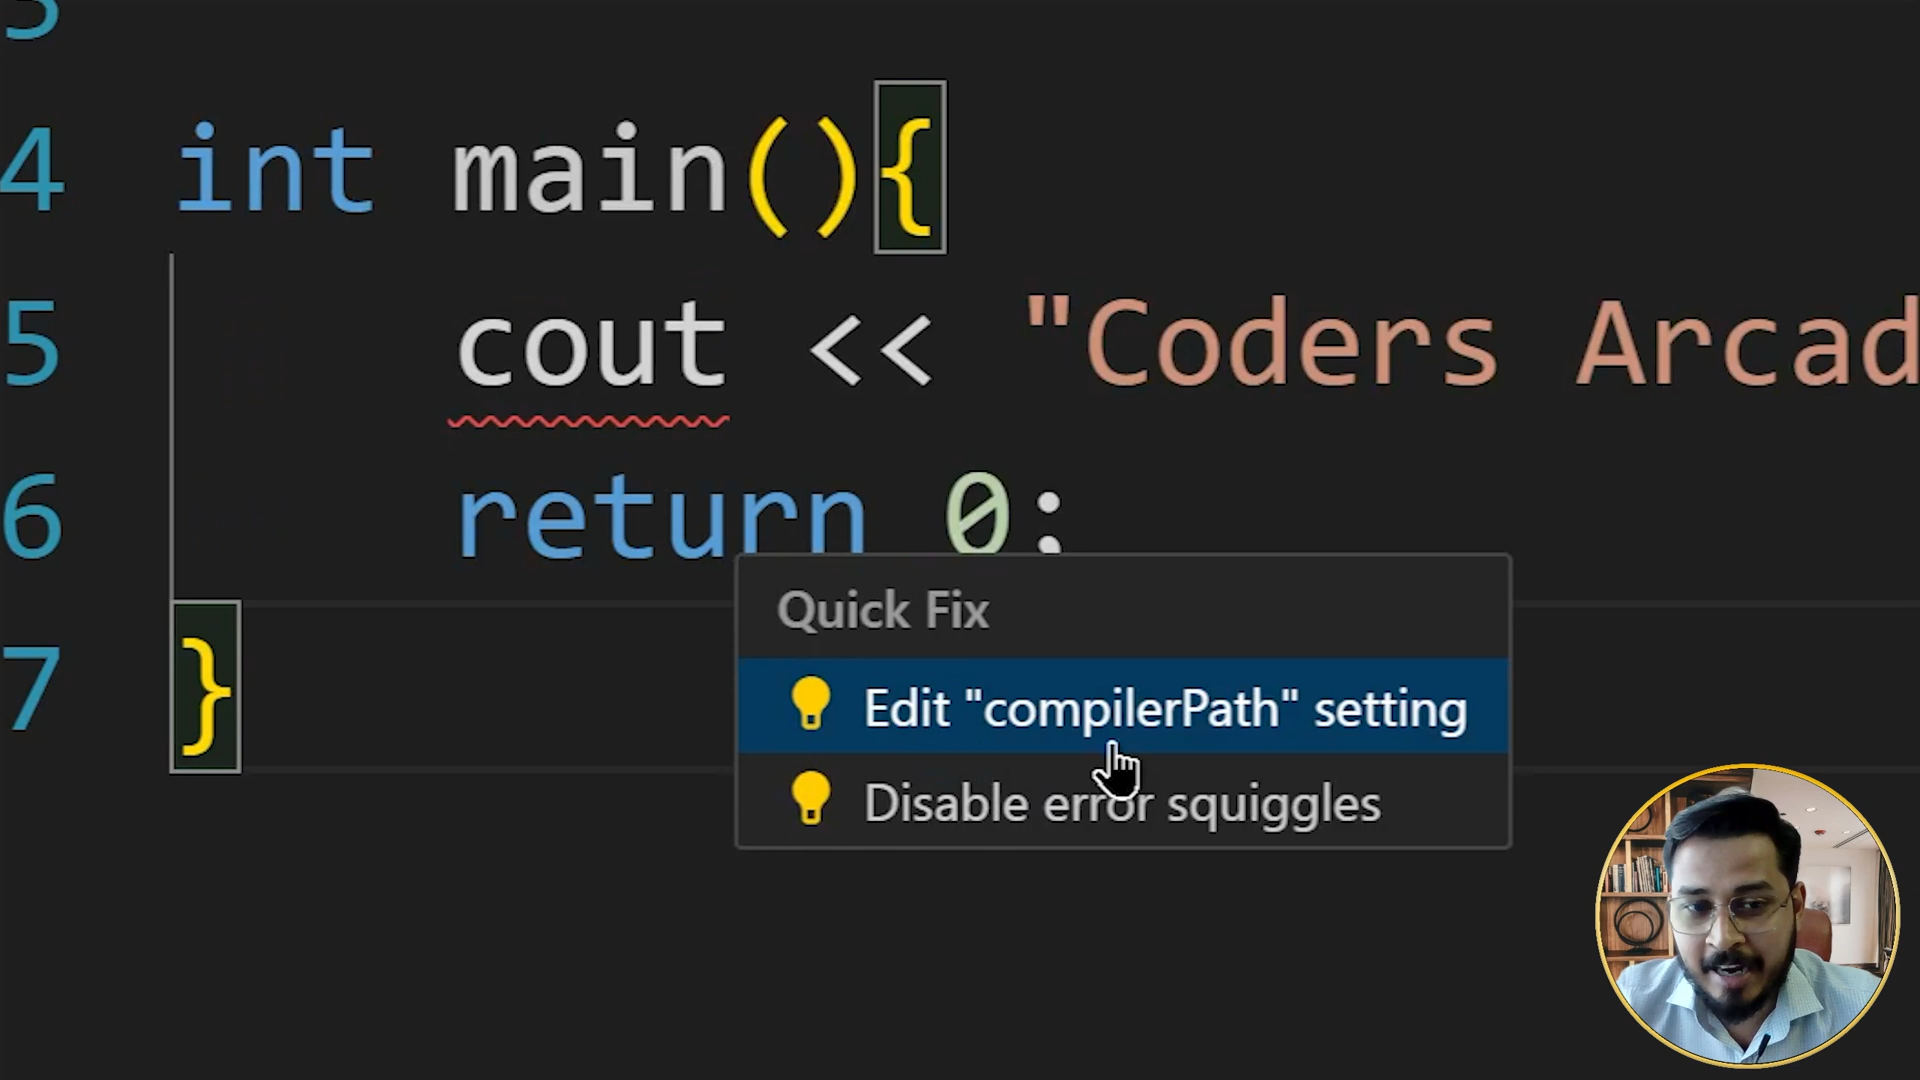 3
4 int main(){
5 cout << "Coders Arcad
6 return 0;
7 }
Quick Fix
Edit "compilerPath" setting
Disable error squiggles